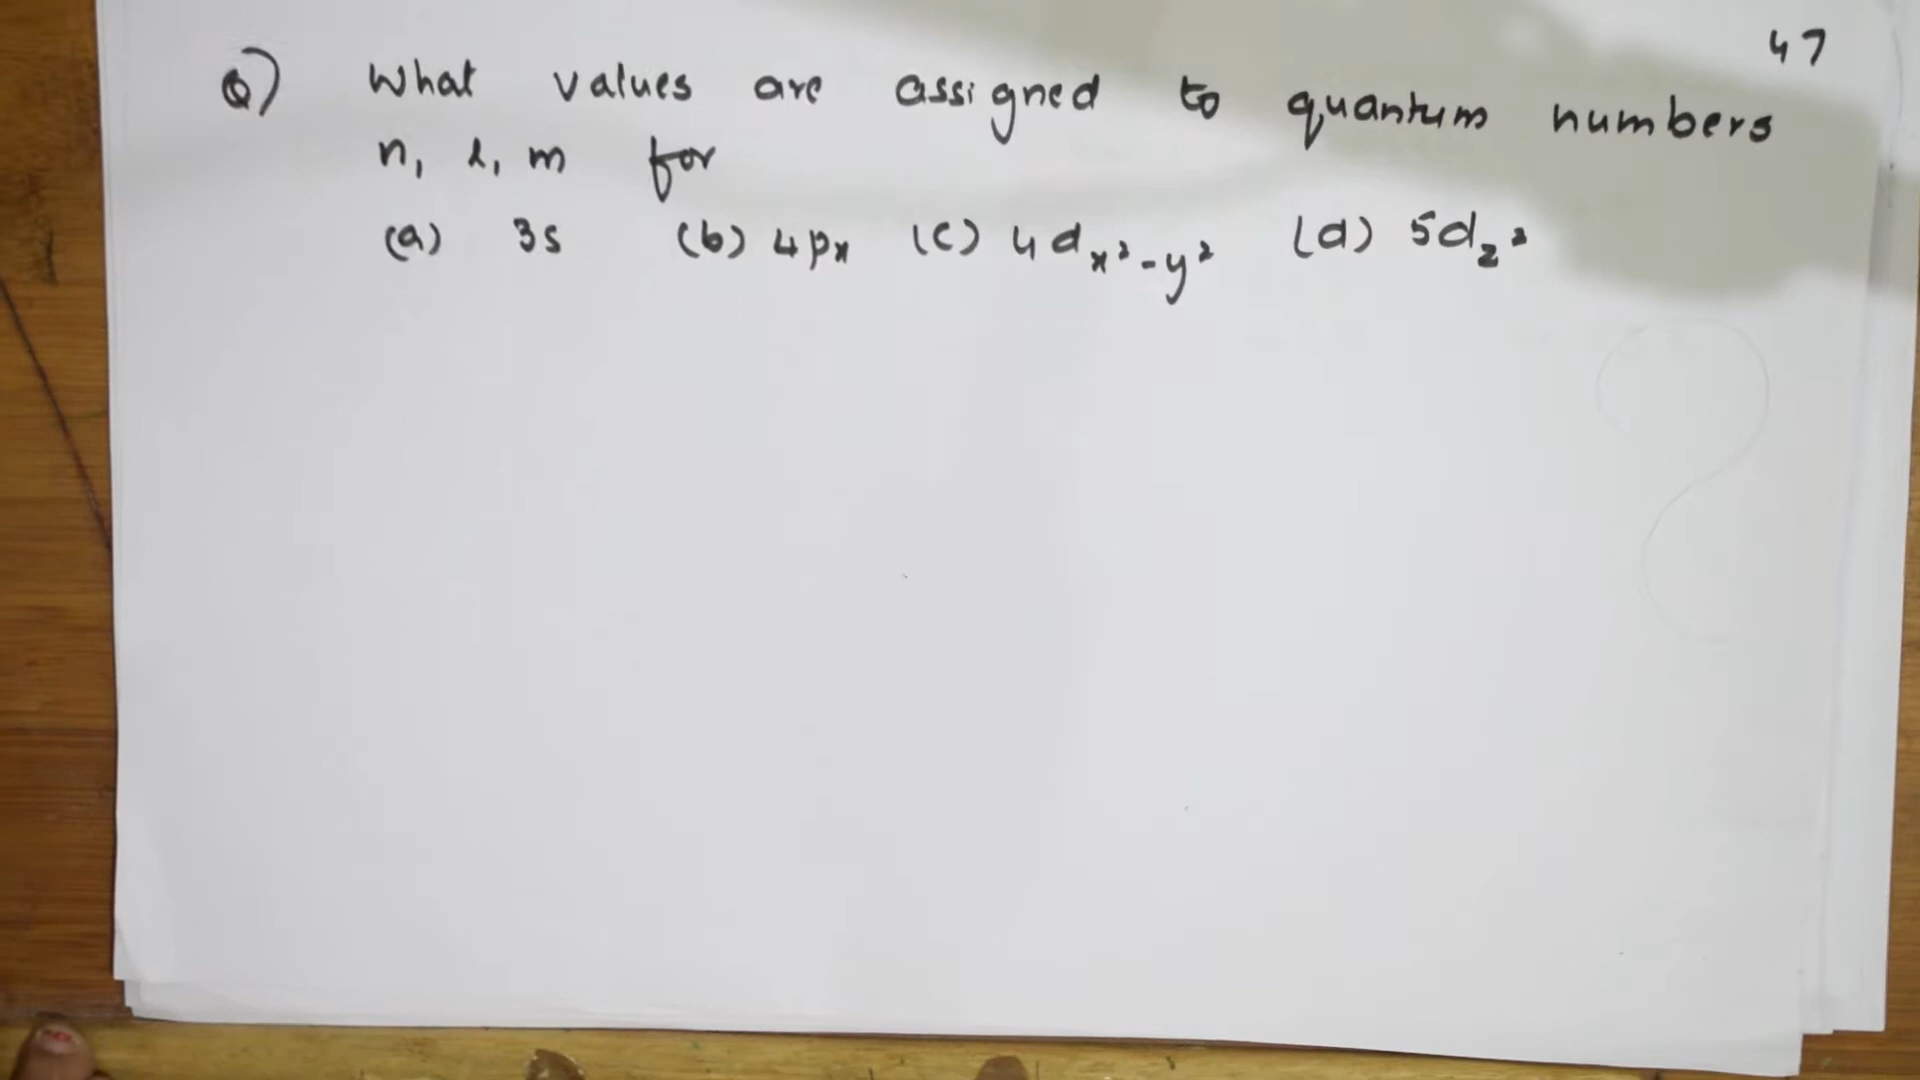 47
Q) What values are assigned to quantum numbers
n, l, m for
(a) 3s (b) 4px (c) 4dx²-y² (d) 5dz²